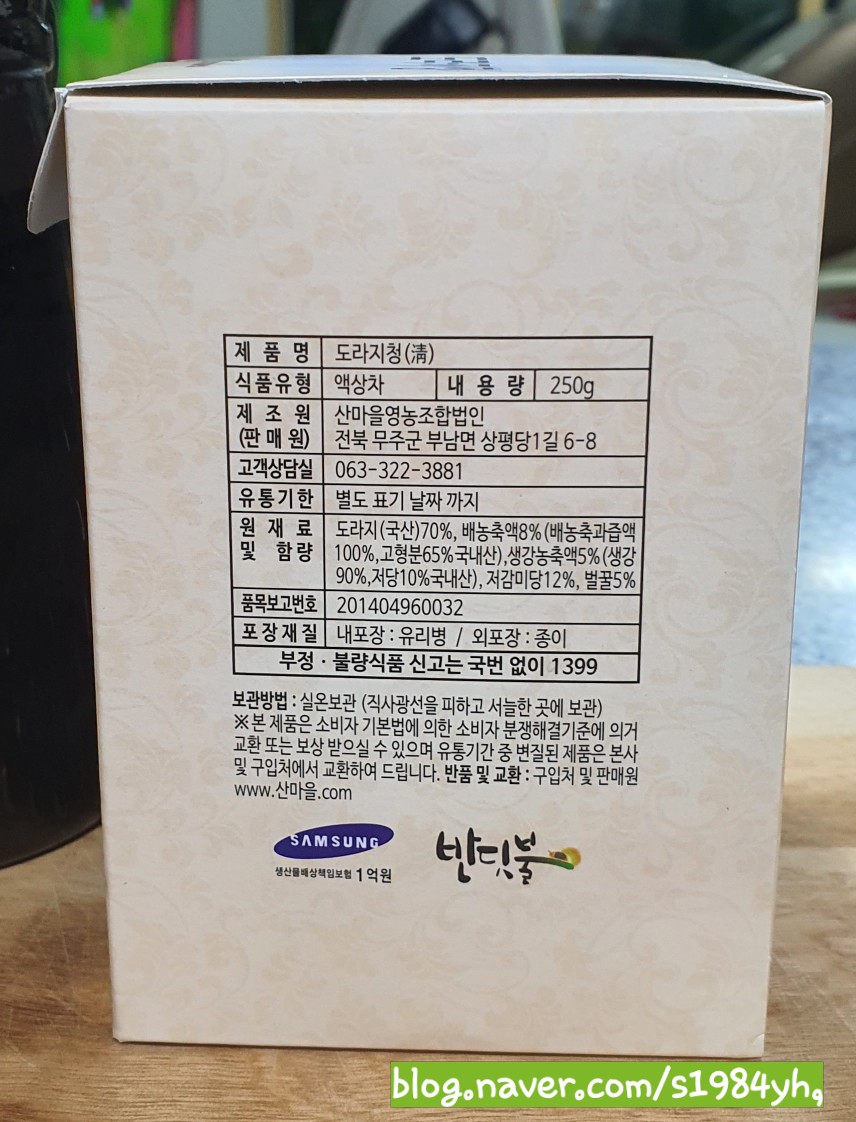 제 품 명 도라지청(淸)
식품유형 액상차 내 용 량 250g
제 조 원 산마을영농조합법인
(판 매 원) 전북 무주군 부남면 상평당1길 6-8
고객상담실 063-322-3881
유통기한 별도 표기 날짜 까지
원 재 료 도라지(국산)70%, 배농축액8%(배농축과즙액
및 함량 100%,고형분65%국내산),생강농축액5%(생강
90%,저당10%국내산), 저감미당12%, 벌꿀5%
품목보고번호 201404960032
포장재질 내포장 : 유리병 / 외포장 : 종이
부정 · 불량식품 신고는 국번 없이 1399
보관방법 : 실온보관 (직사광선을 피하고 서늘한 곳에 보관)
※본 제품은 소비자 기본법에 의한 소비자 분쟁해결기준에 의거
교환 또는 보상 받으실 수 있으며 유통기간 중 변질된 제품은 본사
및 구입처에서 교환하여 드립니다. 반품 및 교환 : 구입처 및 판매원
www.산마을.com
SAMSUNG
생산물배상책임보험 1억원
반딧불
blog.naver.com/s1984yh,